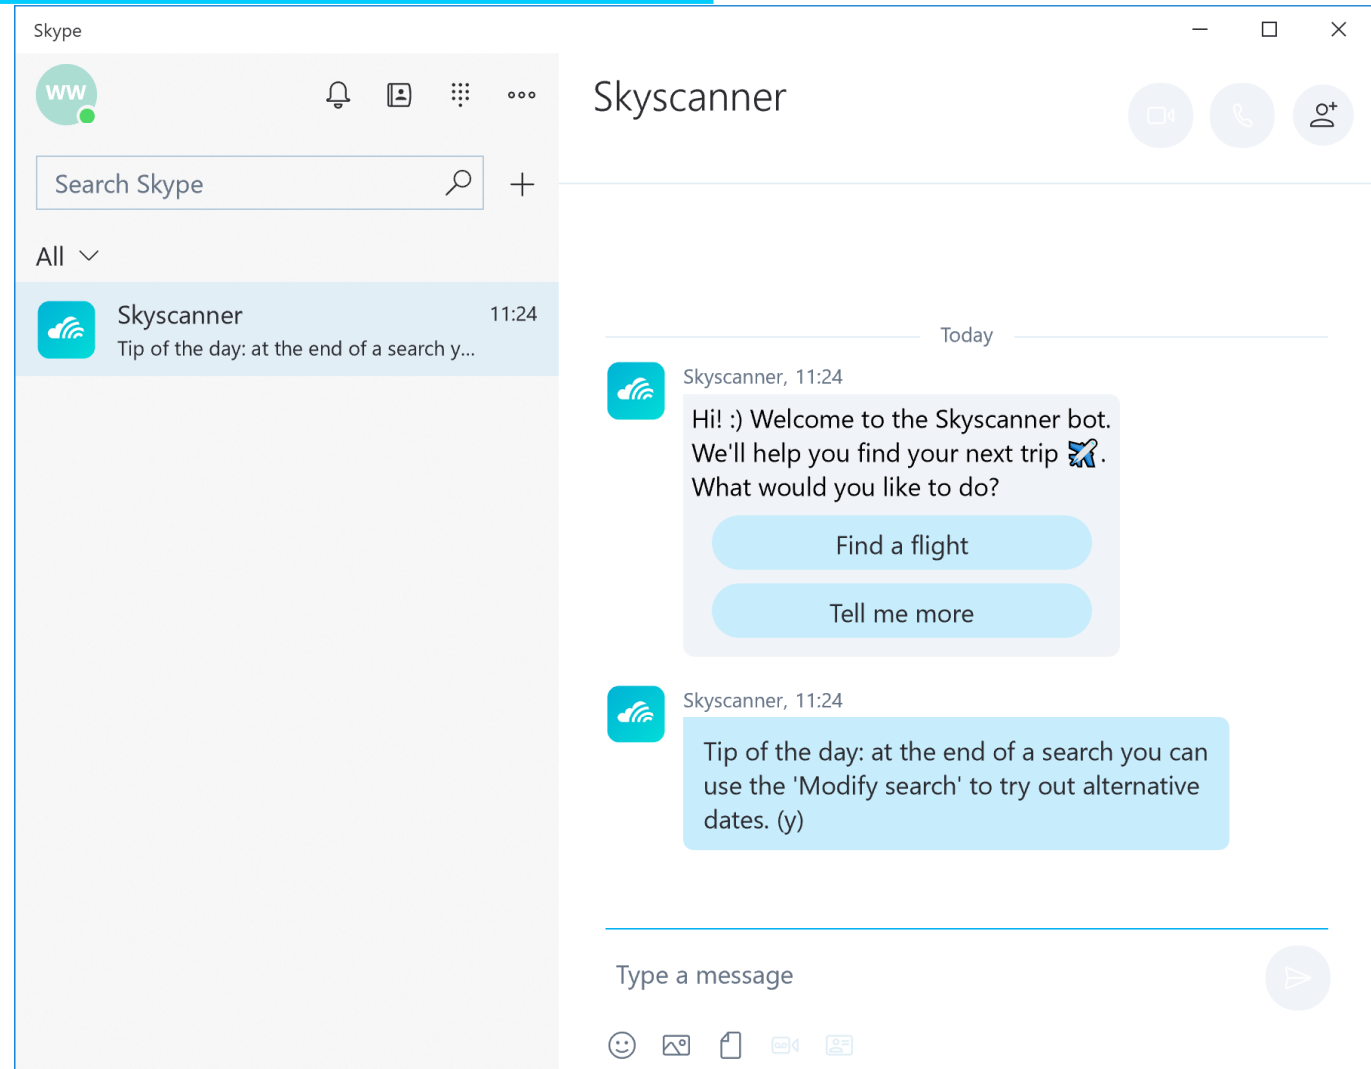 Skype
WW
Search Skype
All
Skyscanner 11:24
Tip of the day: at the end of a search y...
Skyscanner
Today
Skyscanner, 11:24
Hi! :) Welcome to the Skyscanner bot.
We'll help you find your next trip ✈️.
What would you like to do?
Find a flight
Tell me more
Skyscanner, 11:24
Tip of the day: at the end of a search you can
use the 'Modify search' to try out alternative
dates. (y)
Type a message